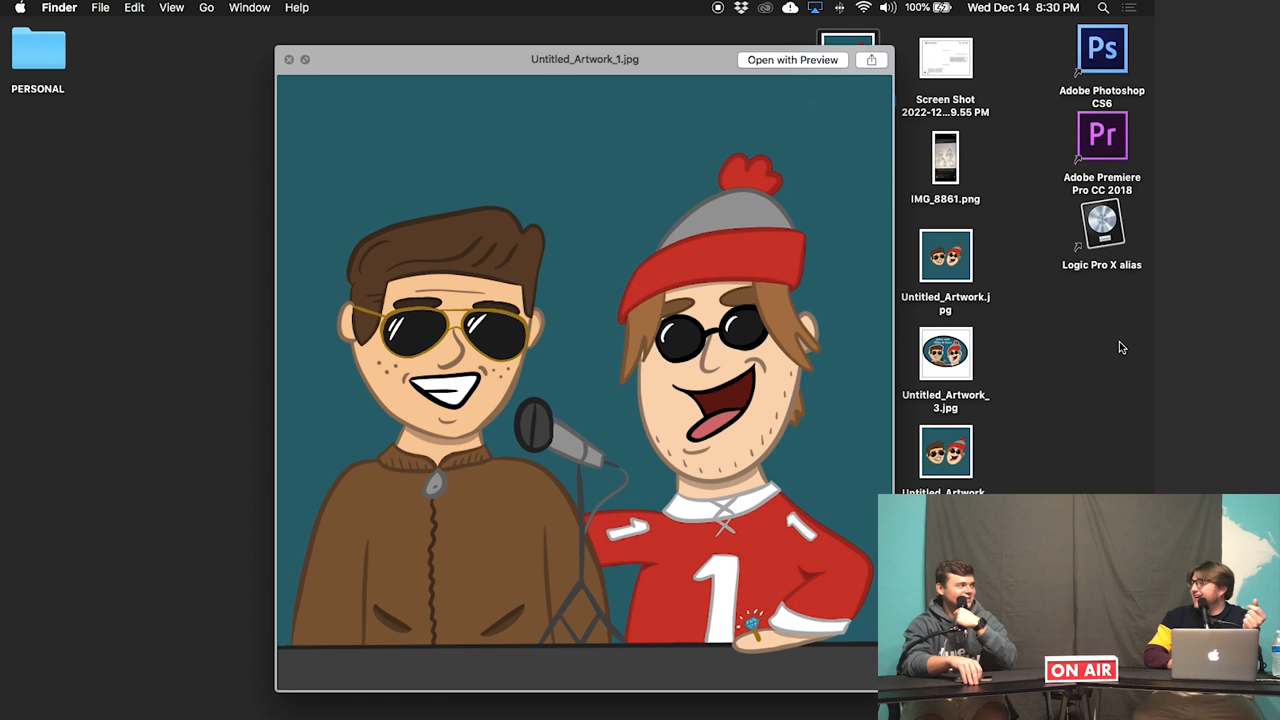 Finder File Edit View Go Window Help
100% Wed Dec 14 8:30 PM
PERSONAL
Untitled_Artwork_1.jpg
Open with Preview
Screen Shot
2022-12...9.55 PM
IMG_8861.png
Untitled_Artwork.j
pg
Untitled_Artwork_
3.jpg
Untitled_Artwork
Ps
Adobe Photoshop
CS6
Pr
Adobe Premiere
Pro CC 2018
Logic Pro X alias
1
1
1
ON AIR